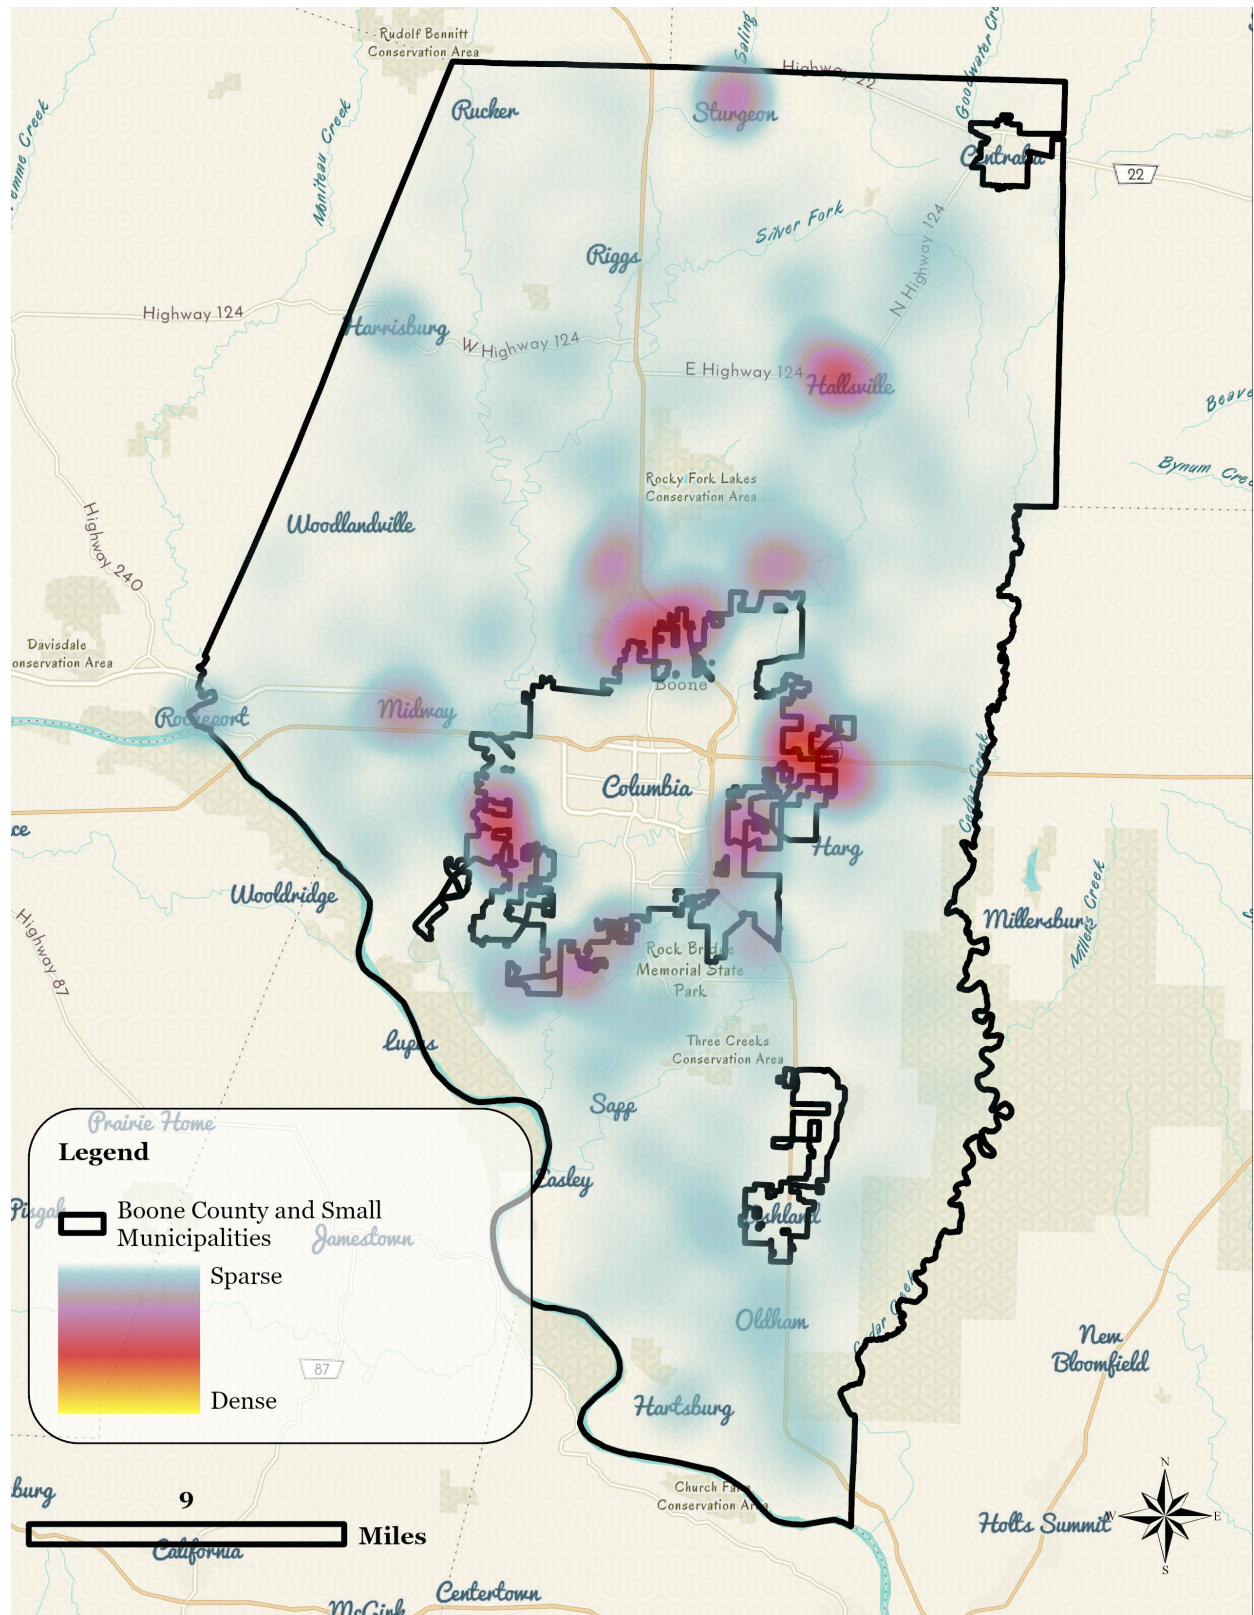 Rudolf Bennitt
Conservation Area
Saling
Goodwater Cre
Highway 22
Rucker
Sturgeon
Centralia
22
Moniteau Creek
emme Creek
Silver Fork
Riggs
N Highway 124
Highway 124
Harrisburg
W Highway 124
E Highway 124
Hallsville
Beave
Bynum Cree
Rocky Fork Lakes
Conservation Area
Woodlandville
Highway 240
Davisdale
onservation Area
Boone
Rocheport
Midway
Columbia
Cedar Creek
ce
Harg
Wooldridge
Millersburg
Millers Creek
Highway 87
Rock Bridge
Memorial State
Park
Lupus
Three Creeks
Conservation Area
Sapp
Prairie Home
Legend
Easley
Pisgah
Boone County and Small
Municipalities
Jamestown
Ashland
Sparse
Cedar Creek
Oldham
New
Bloomfield
87
Dense
Hartsburg
N
burg
9
Church Farm
Conservation Area
Miles
Holts Summit
W
E
California
S
Centertown
McGirk